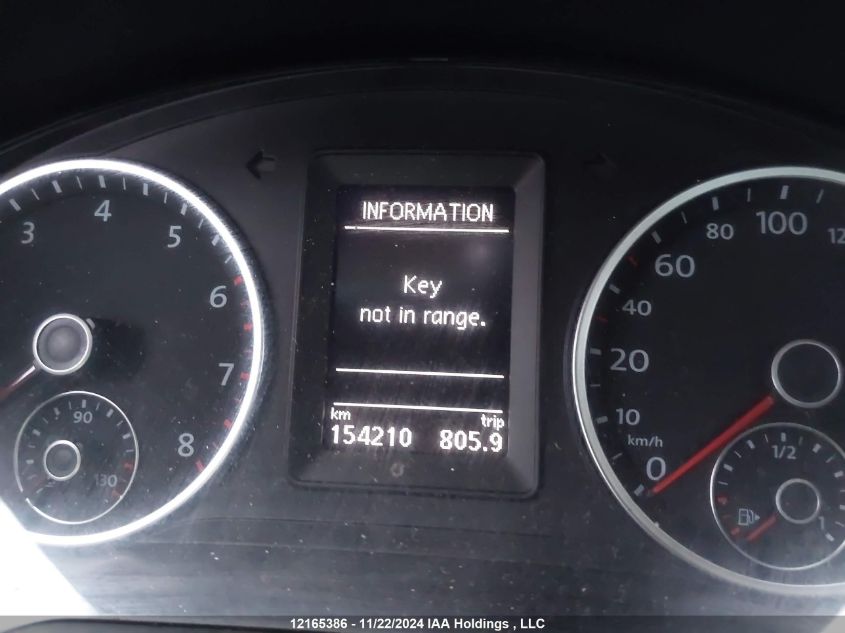 INFORMATION
Key
not in range.
km trip
154210 805.9
3 4 5 6 7 8
90 130
0 10 20 40 60 80 100 12
km/h
1/2 1
12165386 - 11/22/2024 IAA Holdings , LLC